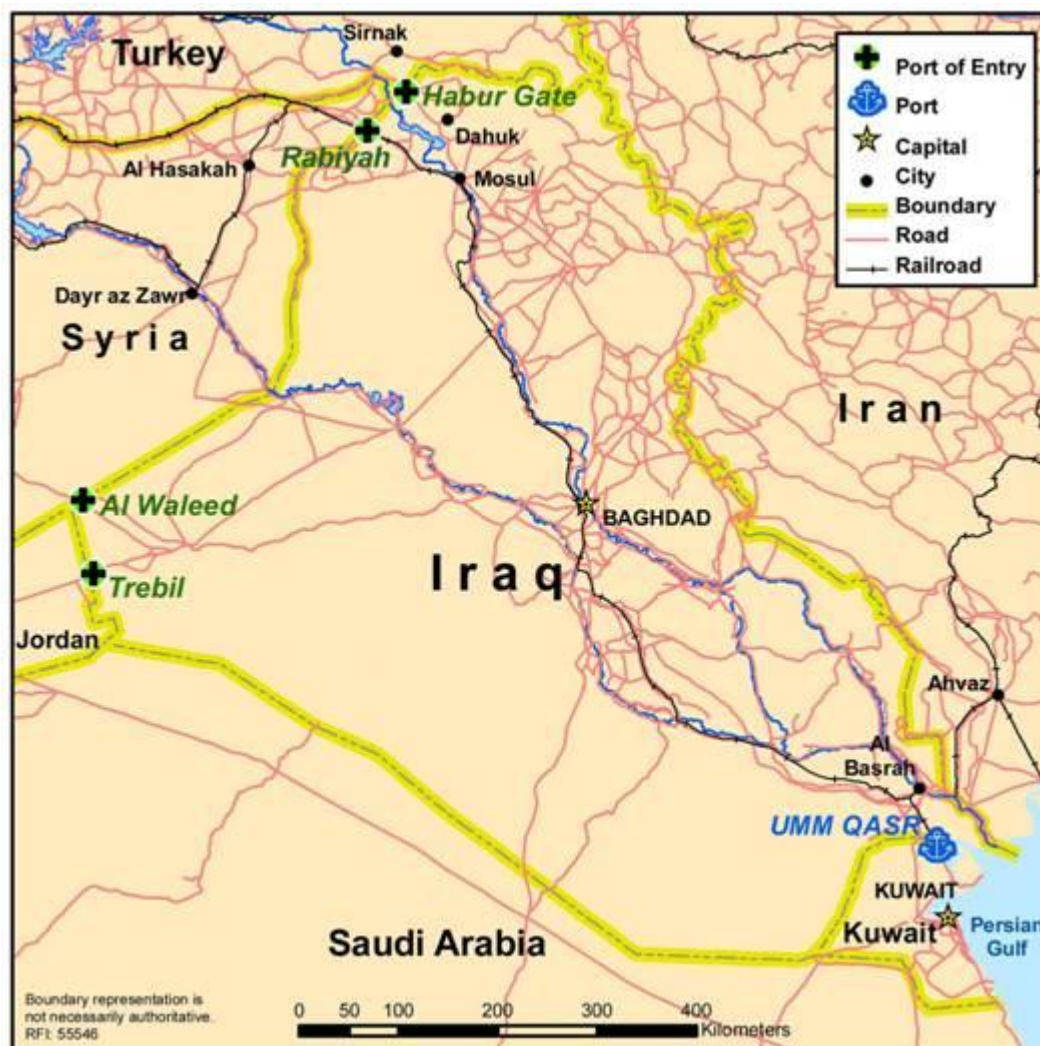 Sirnak
Turkey
Habur Gate
Dahuk
Rabiyah
Al Hasakah
Mosul
Port of Entry
Port
Capital
City
Boundary
Road
Railroad
Dayr az Zawr
Syria
Iran
Al Waleed
BAGHDAD
Iraq
Trebil
Jordan
Ahvaz
Al
Basrah
UMM QASR
KUWAIT
Kuwait
Persian
Gulf
Saudi Arabia
Boundary representation is
not necessarily authoritative.
RFI: 55546
0 100 200 300 400
Kilometers